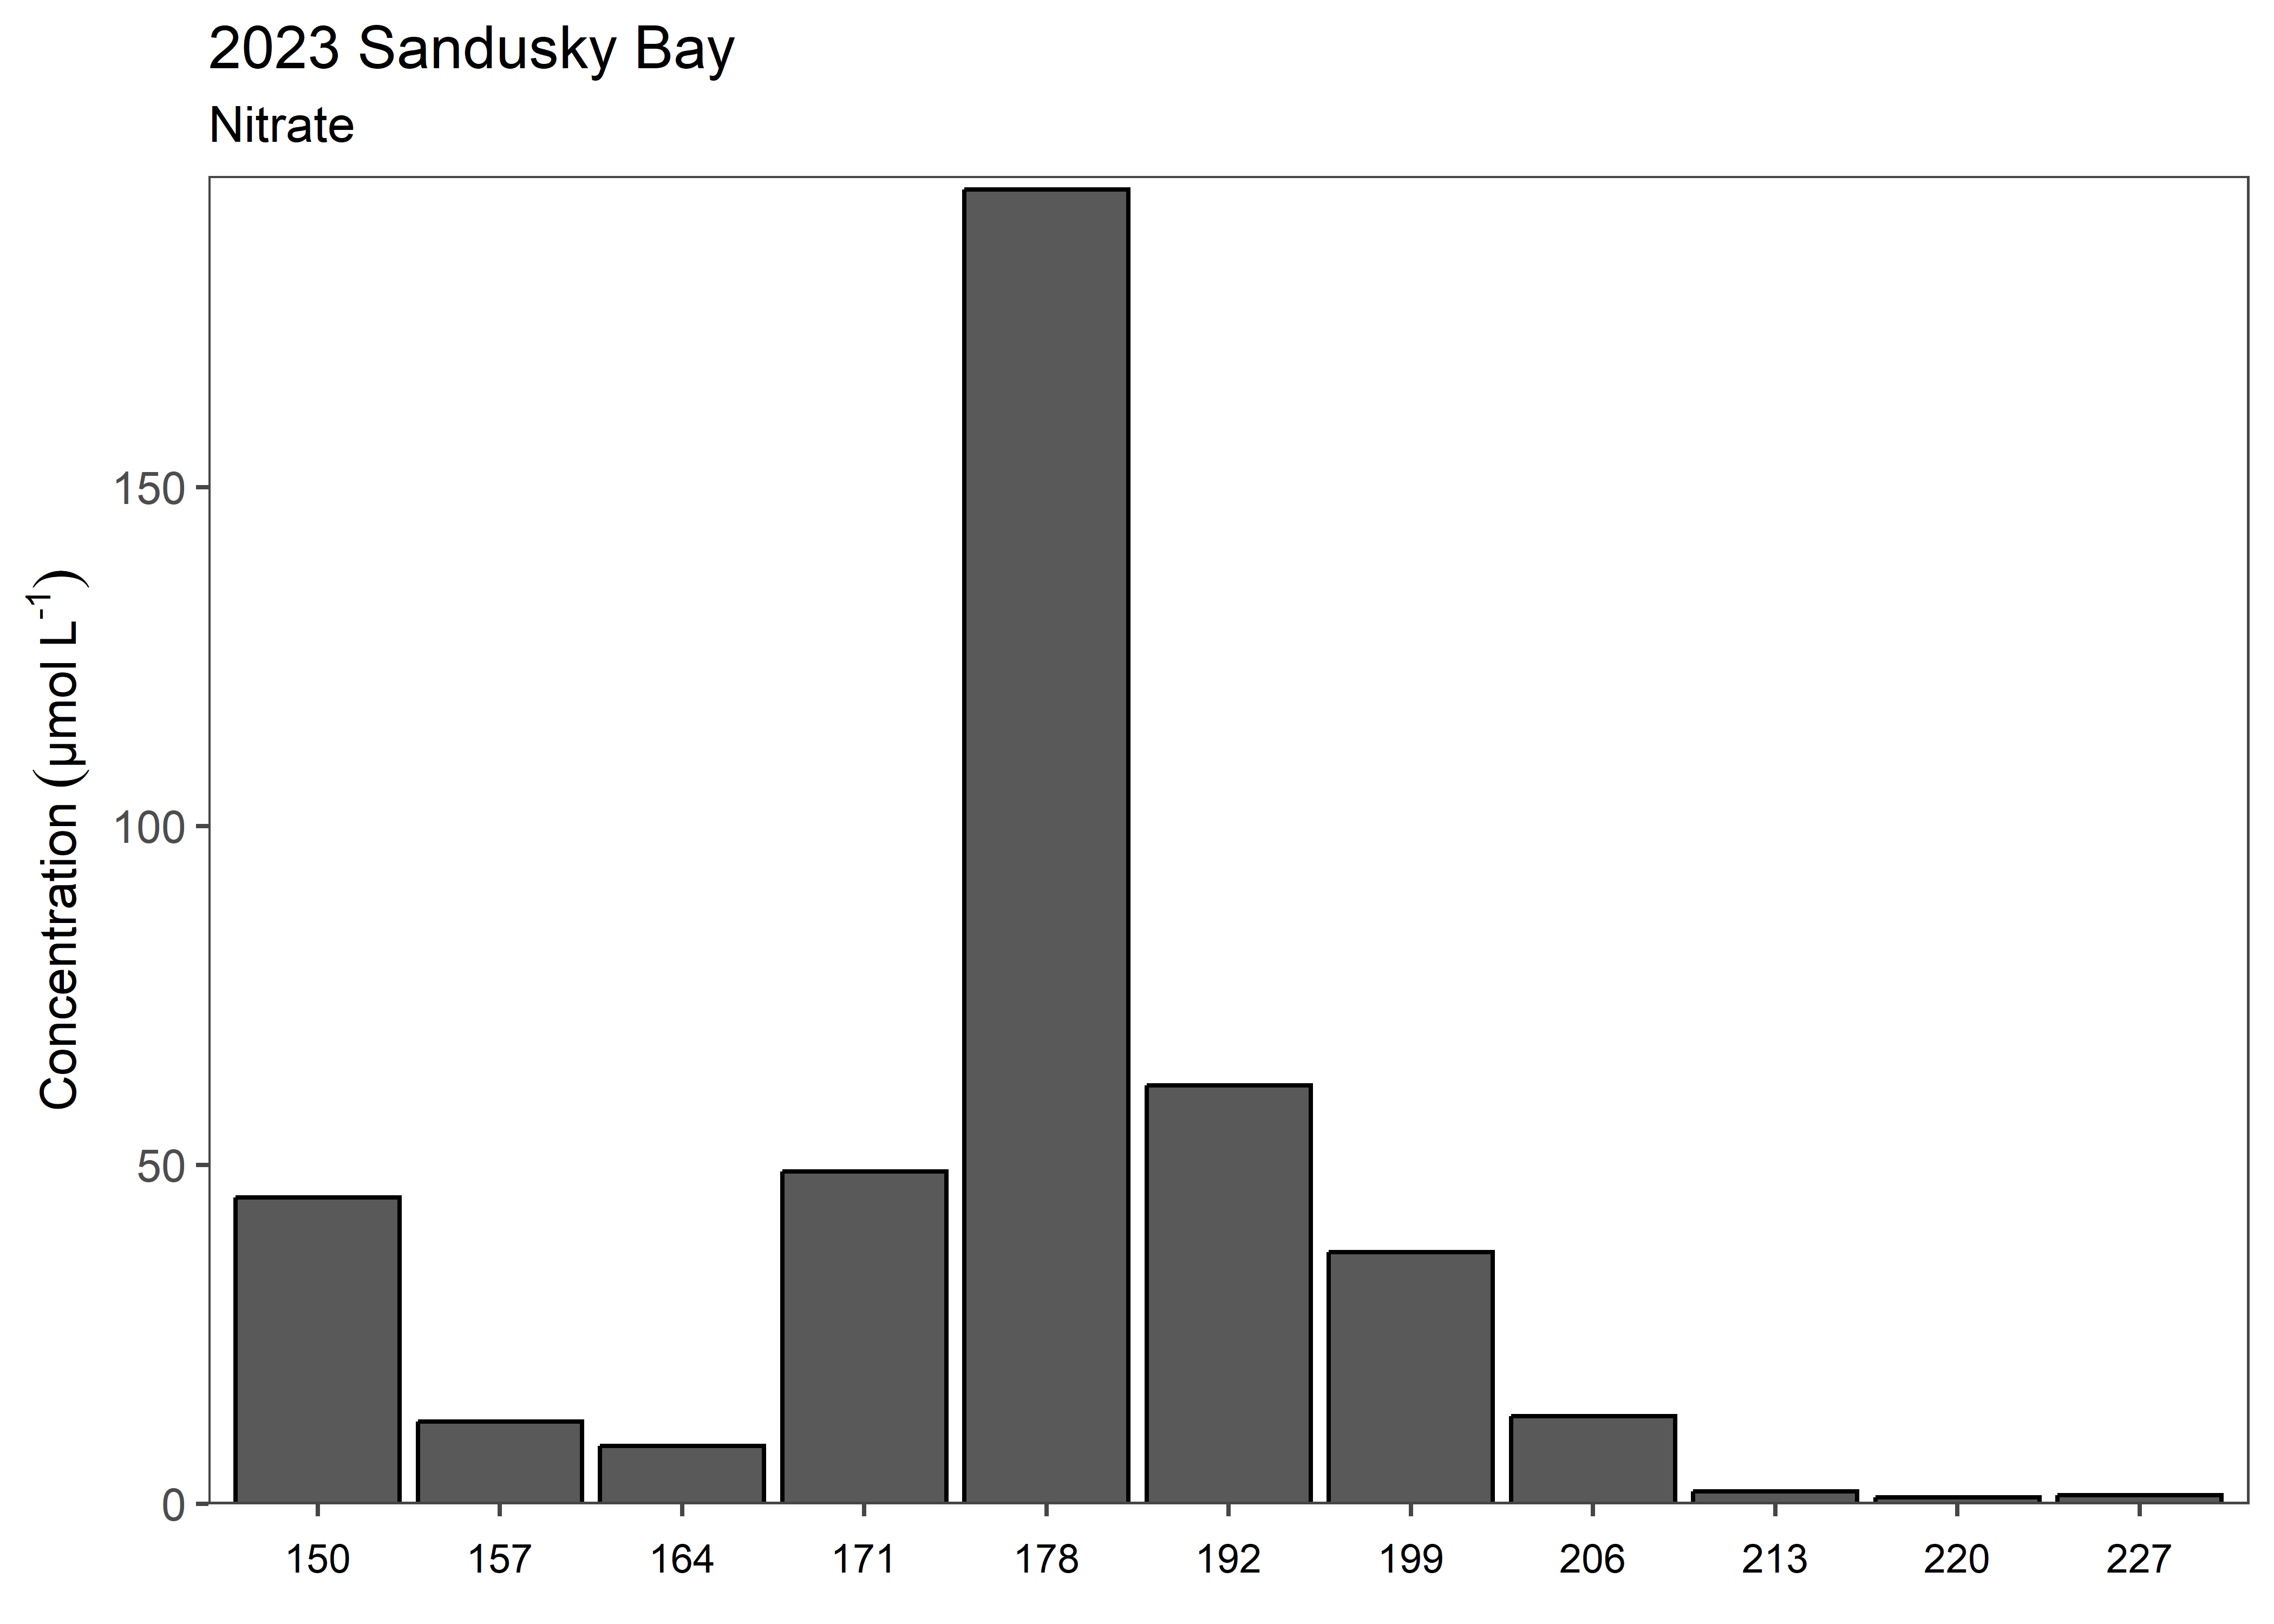 2023 Sandusky Bay
Nitrate
Concentration (µmol L⁻¹)
150
100
50
0
150 157 164 171 178 192 199 206 213 220 227